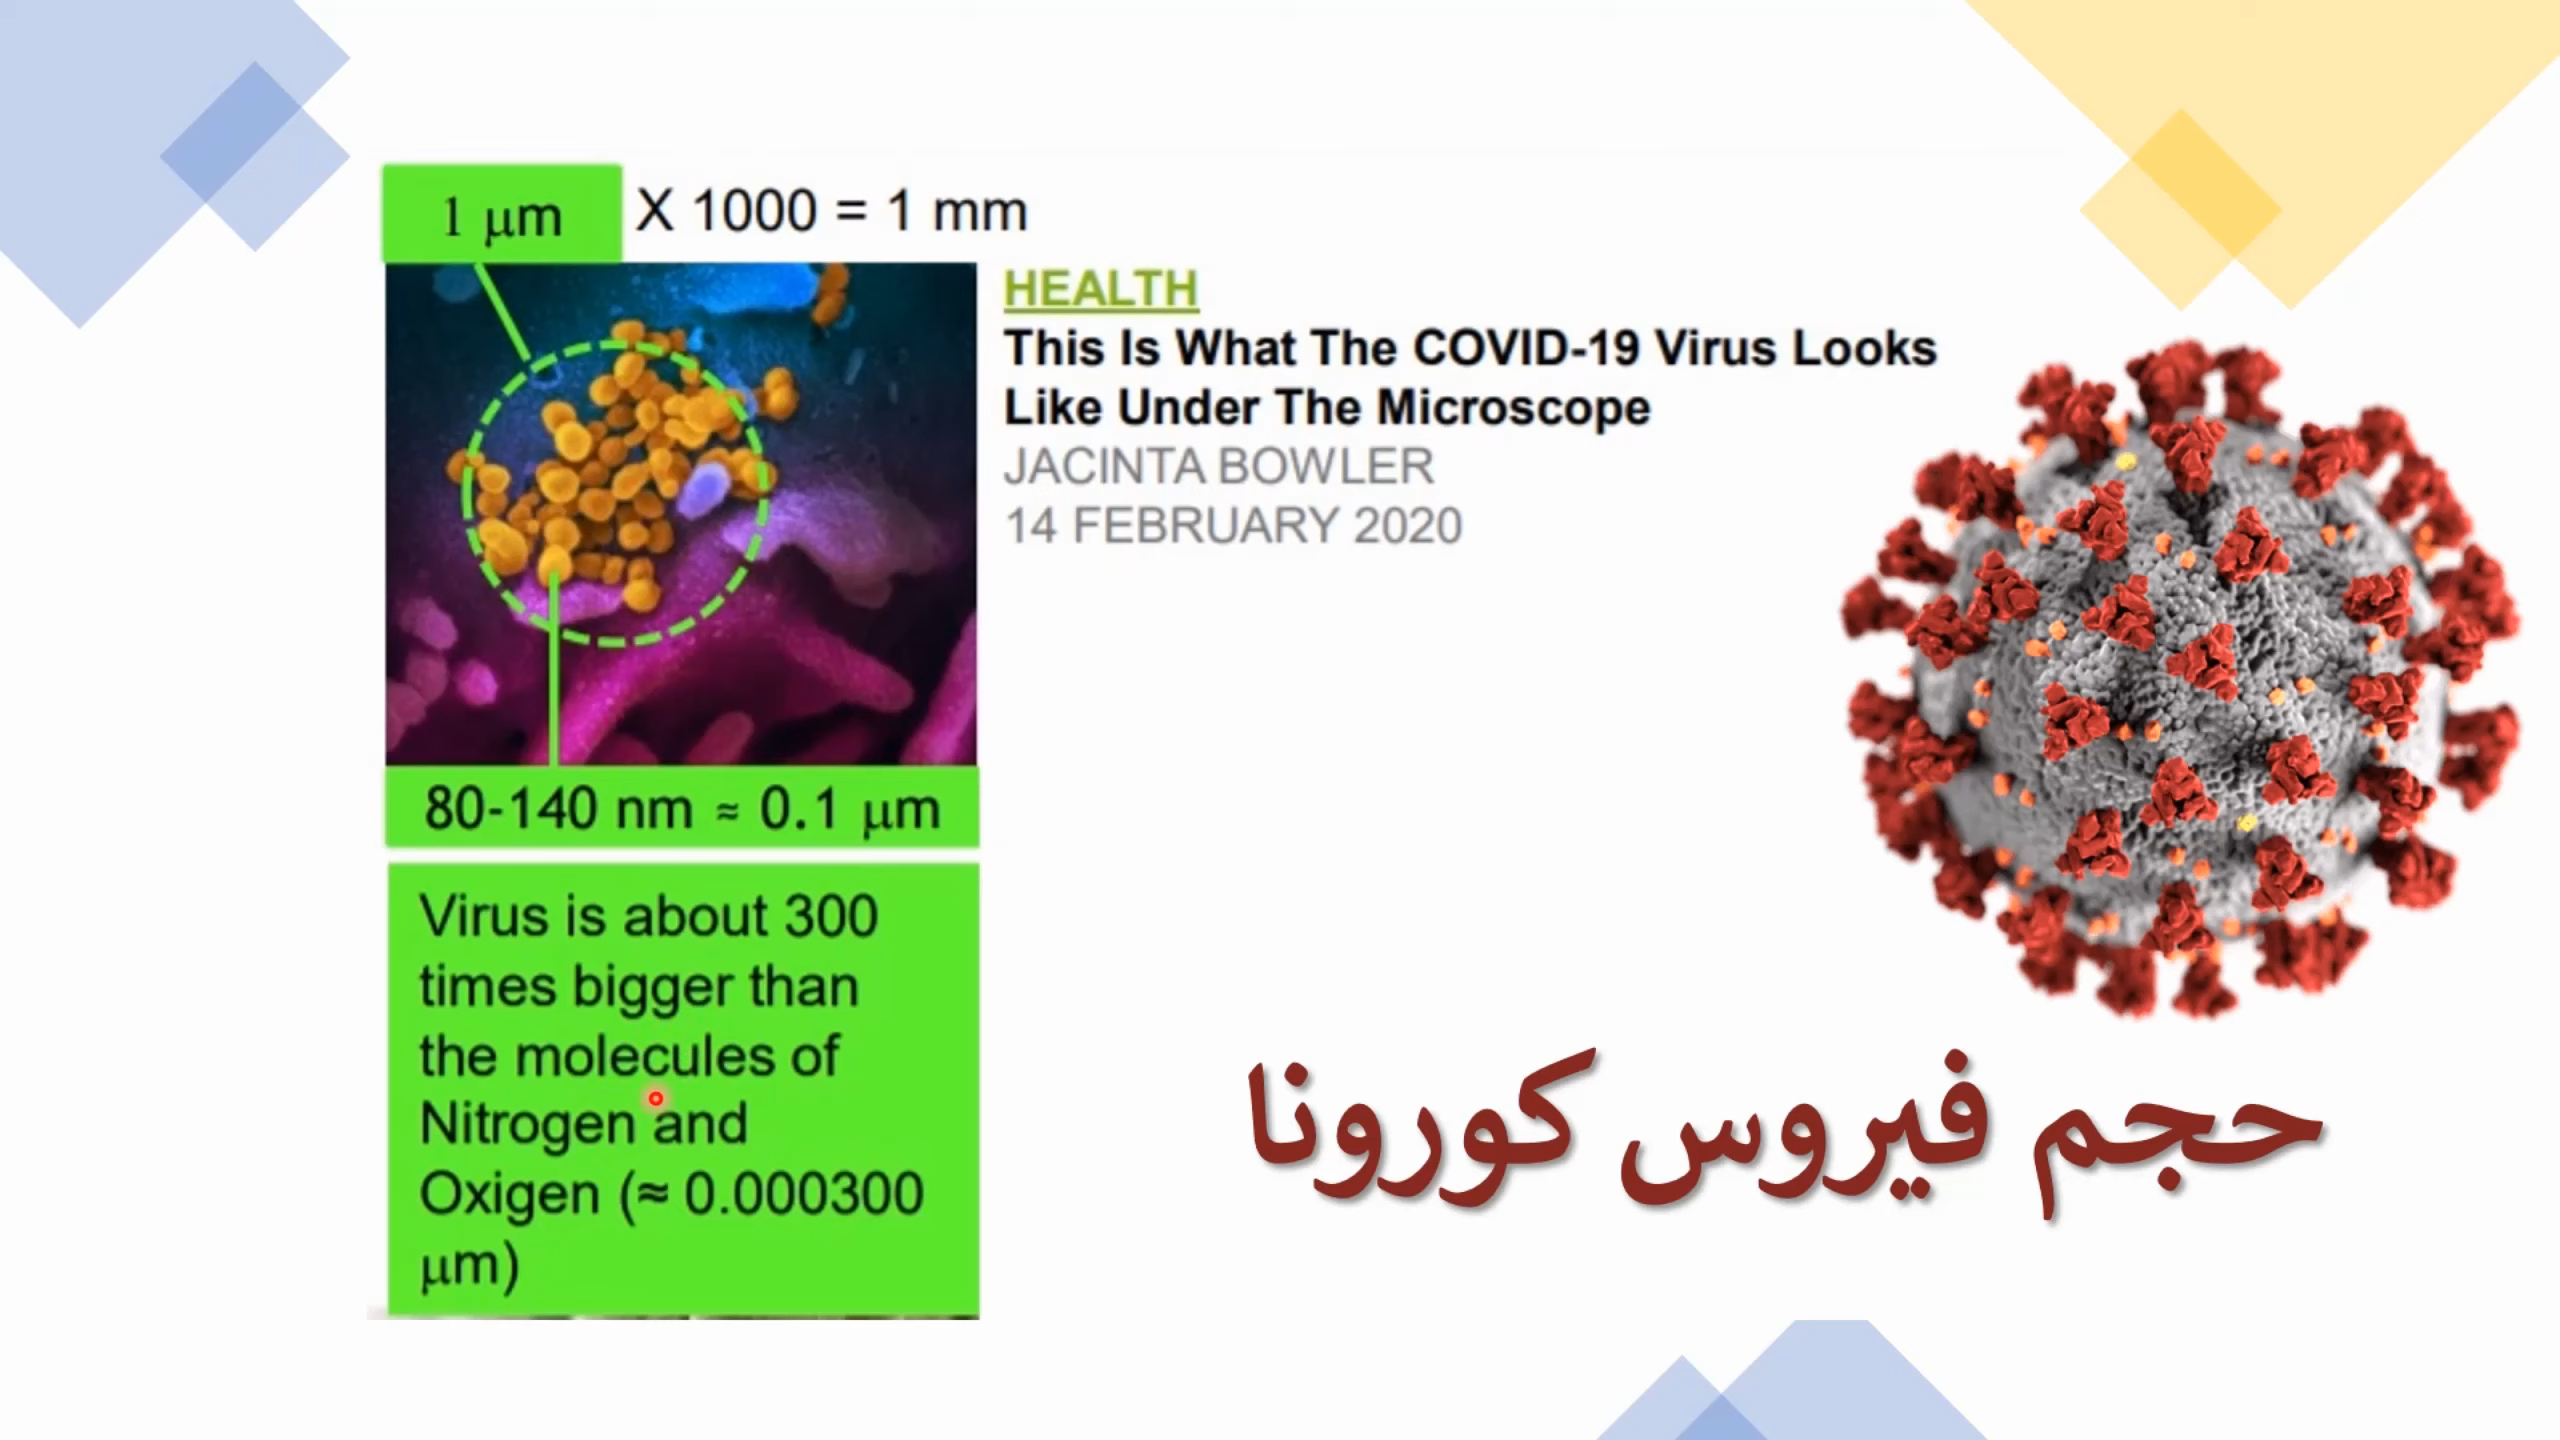 1 μm X 1000 = 1 mm
HEALTH
This Is What The COVID-19 Virus Looks
Like Under The Microscope
JACINTA BOWLER
14 FEBRUARY 2020
80-140 nm ≈ 0.1 μm
Virus is about 300
times bigger than
the molecules of
Nitrogen and
Oxigen (≈ 0.000300
μm)
حجم فيروس كورونا